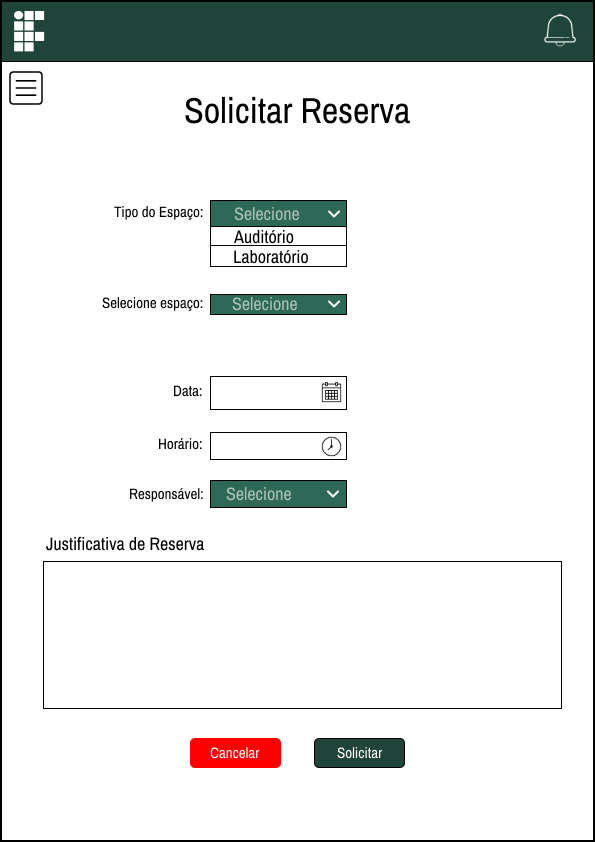 Solicitar Reserva
Tipo do Espaço: Selecione
Auditório
Laboratório
Selecione espaço: Selecione
Data:
Horário:
Responsável: Selecione
Justificativa de Reserva
Cancelar Solicitar